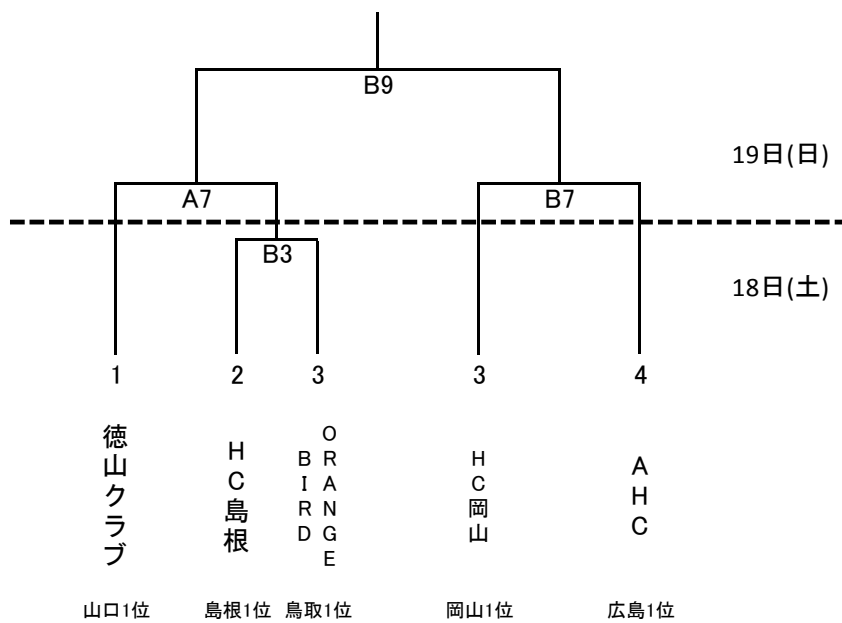 B9
19日(日)
A7
B7
B3
18日(土)
1
2
3
3
4
徳山クラブ
HC島根
ORANGE
BIRD
HC岡山
AHC
山口1位
島根1位
鳥取1位
岡山1位
広島1位